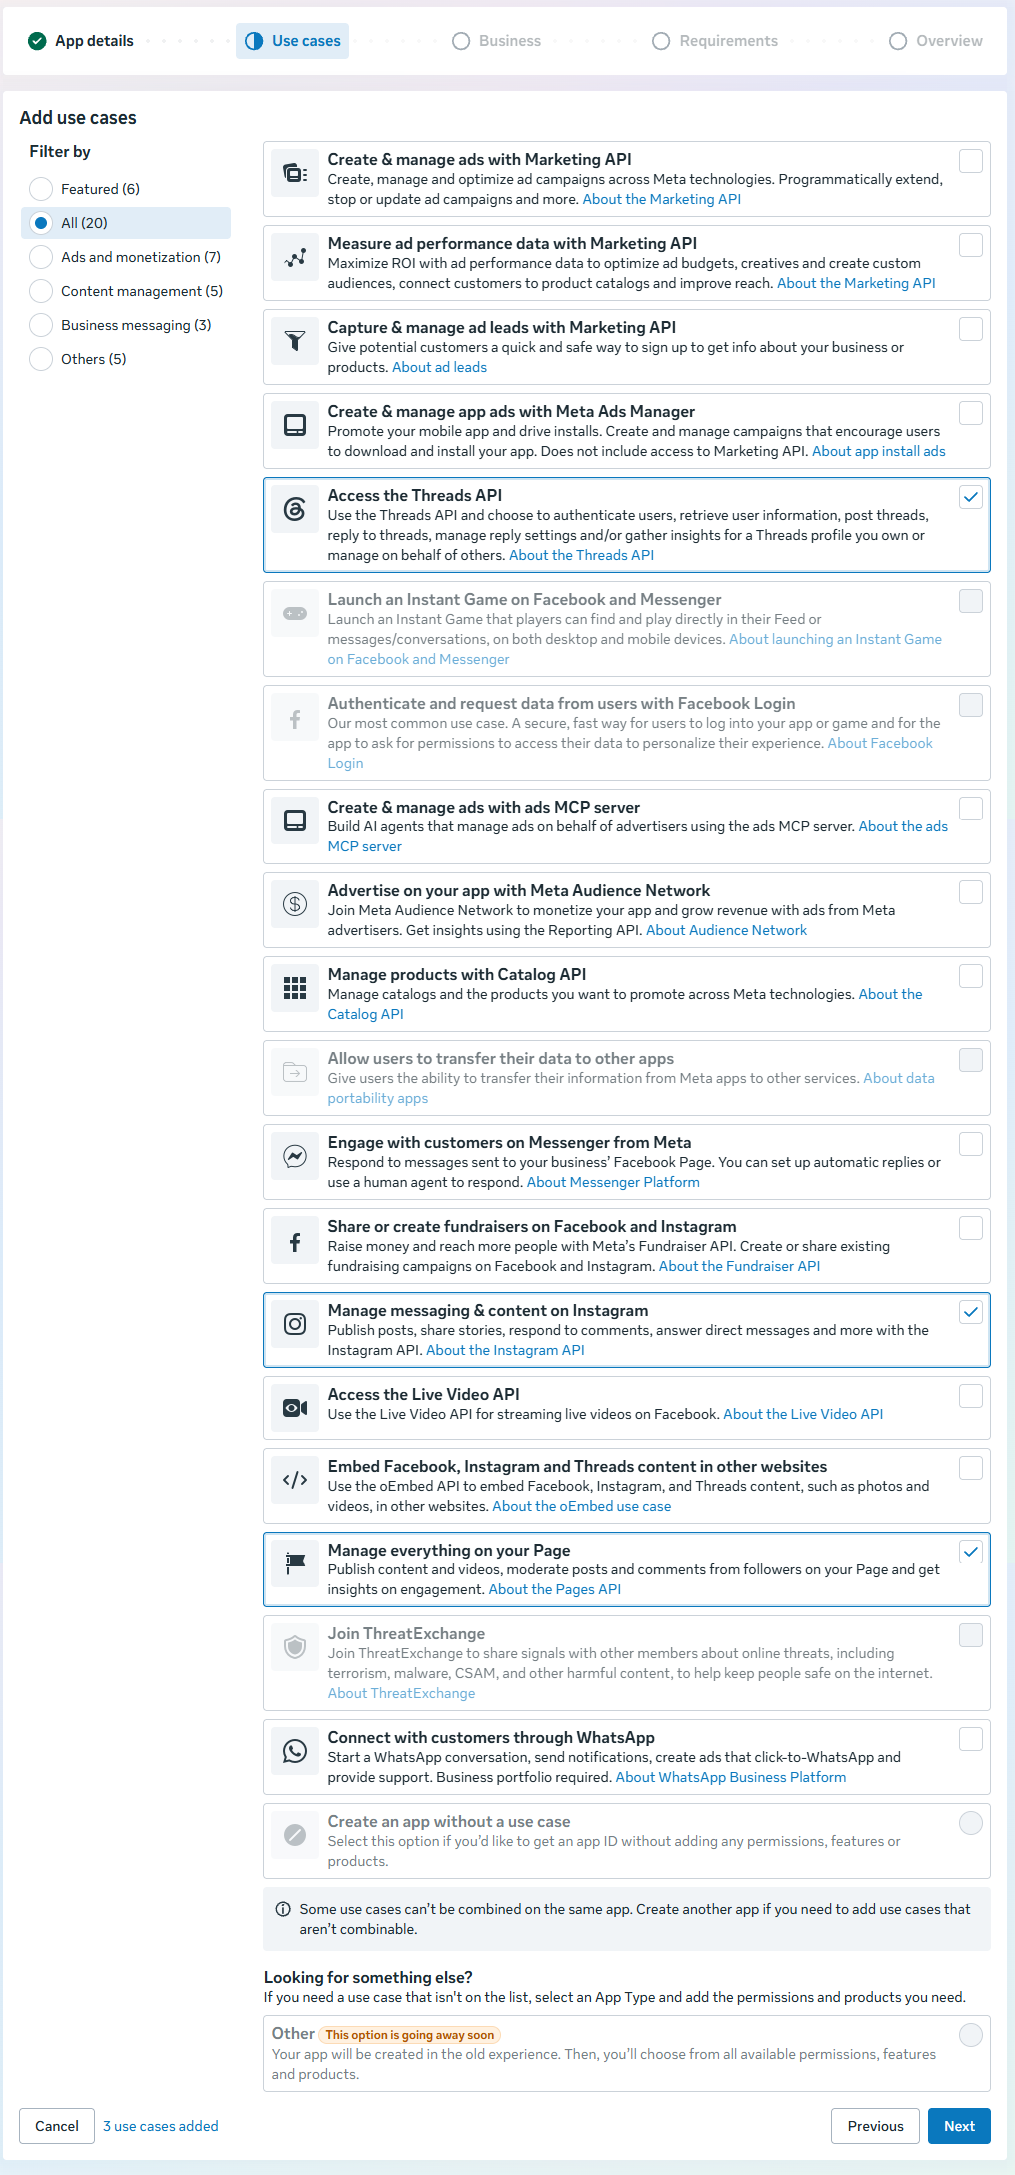 App details
Use cases
Business
Requirements
Overview
Add use cases
Filter by
Featured (6)
All (20)
Ads and monetization (7)
Content management (5)
Business messaging (3)
Others (5)
Create & manage ads with Marketing API
Create, manage and optimize ad campaigns across Meta technologies. Programmatically extend,
stop or update ad campaigns and more. About the Marketing API
Measure ad performance data with Marketing API
Maximize ROI with ad performance data to optimize ad budgets, creatives and create custom
audiences, connect customers to product catalogs and improve reach. About the Marketing API
Capture & manage ad leads with Marketing API
Give potential customers a quick and safe way to sign up to get info about your business or
products. About ad leads
Create & manage app ads with Meta Ads Manager
Promote your mobile app and drive installs. Create and manage campaigns that encourage users
to download and install your app. Does not include access to Marketing API. About app install ads
Access the Threads API
Use the Threads API and choose to authenticate users, retrieve user information, post threads,
reply to threads, manage reply settings and/or gather insights for a Threads profile you own or
manage on behalf of others. About the Threads API
Launch an Instant Game on Facebook and Messenger
Launch an Instant Game that players can find and play directly in their Feed or
messages/conversations, on both desktop and mobile devices. About launching an Instant Game
on Facebook and Messenger
Authenticate and request data from users with Facebook Login
Our most common use case. A secure, fast way for users to log into your app or game and for the
app to ask for permissions to access their data to personalize their experience. About Facebook
Login
Create & manage ads with ads MCP server
Build AI agents that manage ads on behalf of advertisers using the ads MCP server. About the ads
MCP server
Advertise on your app with Meta Audience Network
Join Meta Audience Network to monetize your app and grow revenue with ads from Meta
advertisers. Get insights using the Reporting API. About Audience Network
Manage products with Catalog API
Manage catalogs and the products you want to promote across Meta technologies. About the
Catalog API
Allow users to transfer their data to other apps
Give users the ability to transfer their information from Meta apps to other services. About data
portability apps
Engage with customers on Messenger from Meta
Respond to messages sent to your business’ Facebook Page. You can set up automatic replies or
use a human agent to respond. About Messenger Platform
Share or create fundraisers on Facebook and Instagram
Raise money and reach more people with Meta’s Fundraiser API. Create or share existing
fundraising campaigns on Facebook and Instagram. About the Fundraiser API
Manage messaging & content on Instagram
Publish posts, share stories, respond to comments, answer direct messages and more with the
Instagram API. About the Instagram API
Access the Live Video API
Use the Live Video API for streaming live videos on Facebook. About the Live Video API
Embed Facebook, Instagram and Threads content in other websites
Use the oEmbed API to embed Facebook, Instagram, and Threads content, such as photos and
videos, in other websites. About the oEmbed use case
Manage everything on your Page
Publish content and videos, moderate posts and comments from followers on your Page and get
insights on engagement. About the Pages API
Join ThreatExchange
Join ThreatExchange to share signals with other members about online threats, including
terrorism, malware, CSAM, and other harmful content, to help keep people safe on the internet.
About ThreatExchange
Connect with customers through WhatsApp
Start a WhatsApp conversation, send notifications, create ads that click-to-WhatsApp and
provide support. Business portfolio required. About WhatsApp Business Platform
Create an app without a use case
Select this option if you’d like to get an app ID without adding any permissions, features or
products.
Some use cases can’t be combined on the same app. Create another app if you need to add use cases that
aren’t combinable.
Looking for something else?
If you need a use case that isn't on the list, select an App Type and add the permissions and products you need.
Other This option is going away soon
Your app will be created in the old experience. Then, you’ll choose from all available permissions, features
and products.
Cancel
3 use cases added
Previous
Next